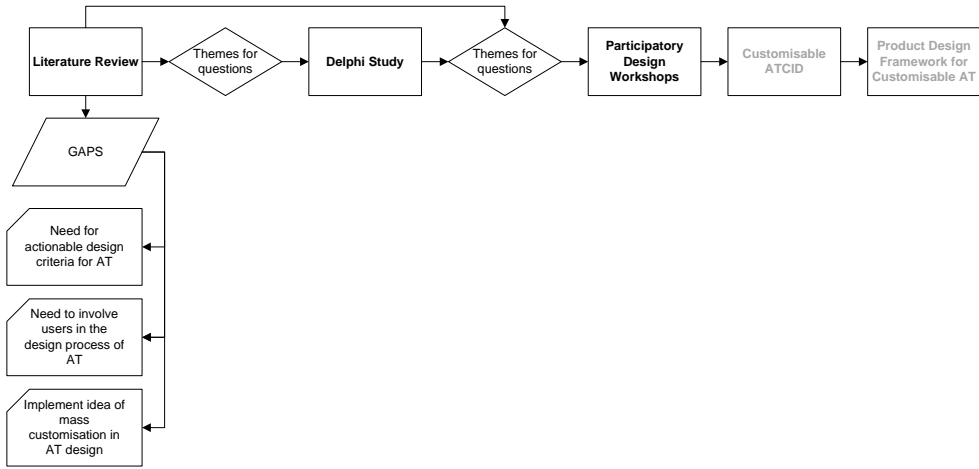 Literature Review
Themes for
questions
Delphi Study
Themes for
questions
Participatory
Design
Workshops
Customisable
ATCID
Product Design
Framework for
Customisable AT
GAPS
Need for
actionable design
criteria for AT
Need to involve
users in the
design process of
AT
Implement idea of
mass
customisation in
AT design